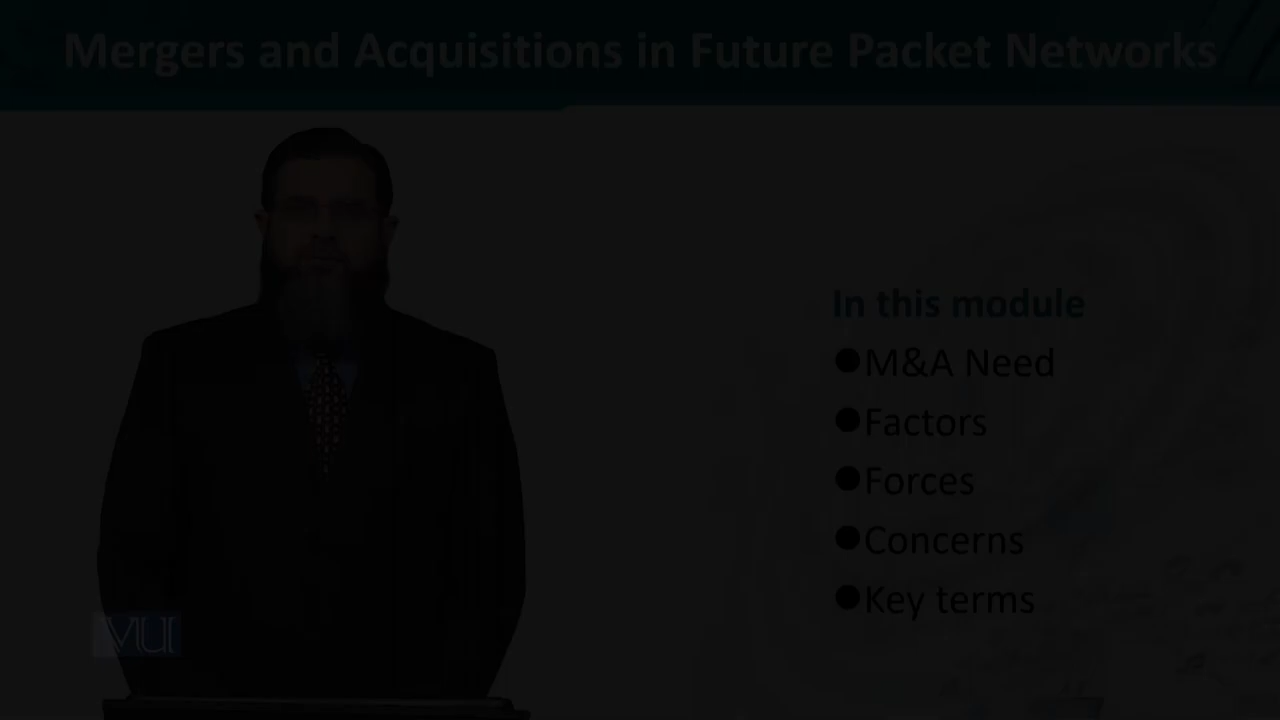 Mergers and Acquisitions in Future Packet Networks
In this module
●M&A Need
●Factors
●Forces
●Concerns
●Key terms
VU